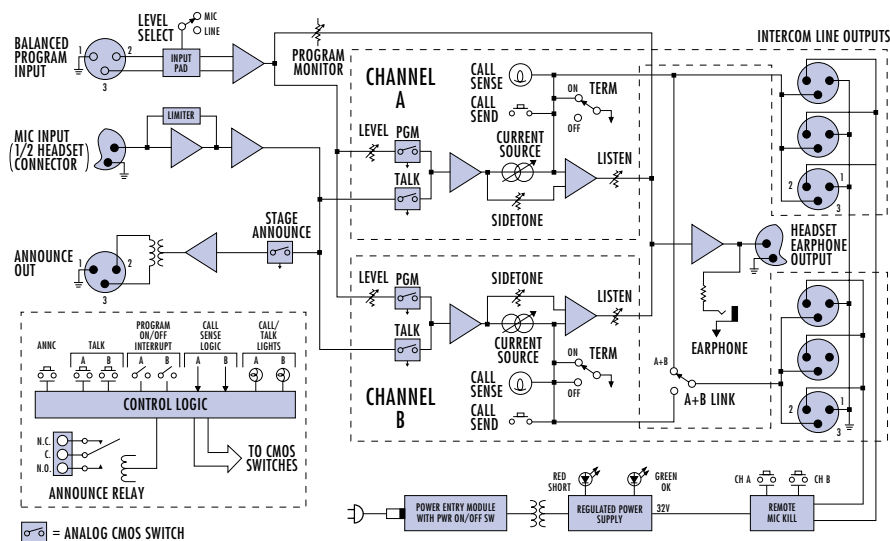 LEVEL SELECT
MIC
LINE
BALANCED PROGRAM INPUT
1
2
3
INPUT PAD
PROGRAM MONITOR
INTERCOM LINE OUTPUTS
MIC INPUT
(1/2 HEADSET)
CONNECTOR
LIMITER
CHANNEL A
CALL SENSE
CALL SEND
ON
OFF
TERM
LEVEL
PGM
TALK
CURRENT SOURCE
SIDETONE
LISTEN
2
1
3
ANNOUNCE OUT
1
2
3
STAGE ANNOUNCE
HEADSET EARPHONE OUTPUT
EARPHONE
LEVEL
PGM
TALK
SIDETONE
CURRENT SOURCE
LISTEN
CHANNEL B
CALL SENSE
CALL SEND
ON
OFF
TERM
A+B
A+B LINK
2
1
3
ANNC
TALK
A
B
PROGRAM ON/OFF INTERRUPT
A
B
CALL SENSE LOGIC
A
B
CALL/ TALK LIGHTS
A
B
CONTROL LOGIC
N.C.
C.
N.O.
ANNOUNCE RELAY
TO CMOS SWITCHES
= ANALOG CMOS SWITCH
POWER ENTRY MODULE
WITH PWR ON/OFF SW
RED SHORT
GREEN OK
REGULATED POWER SUPPLY
32V
CH A
CH B
REMOTE MIC KILL